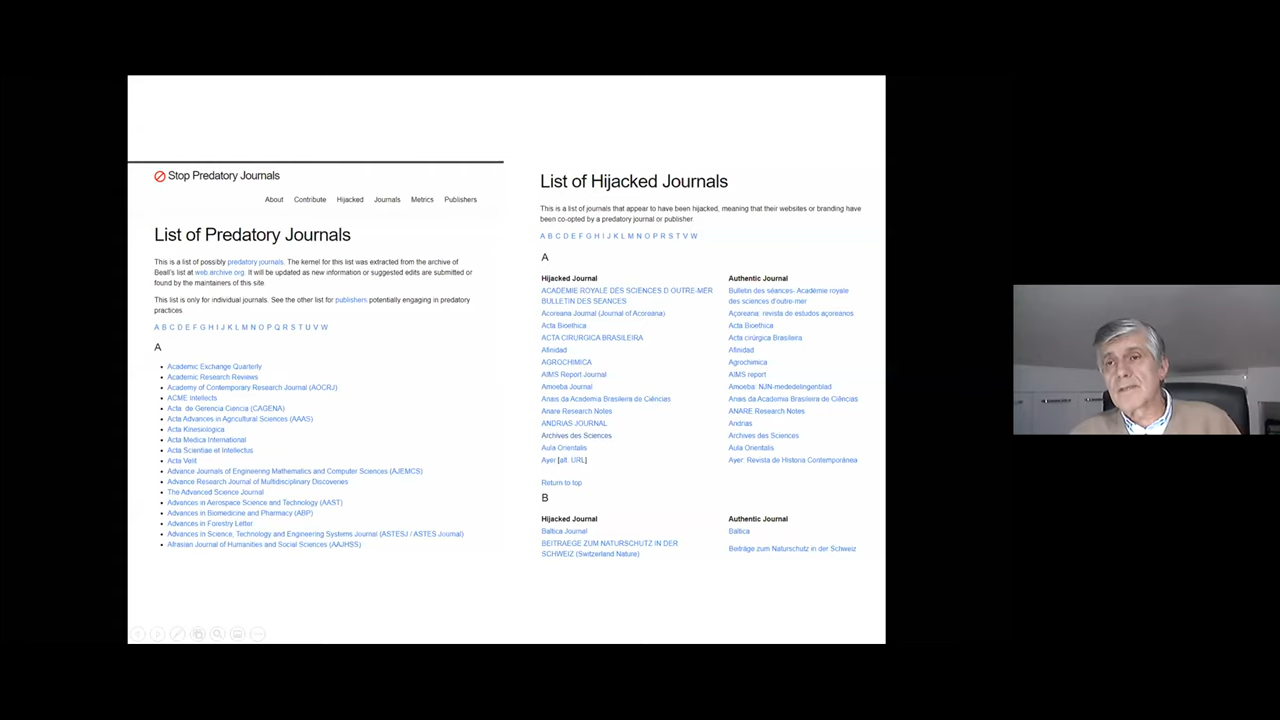 Stop Predatory Journals
About Contribute Hijacked Journals Metrics Publishers
List of Predatory Journals
This is a list of possibly predatory journals. The kernel for this list was extracted from the archive of
Beall's list at web.archive.org. It will be updated as new information or suggested edits are submitted or
found by the maintainers of this site.
This list is only for individual journals. See the other list for publishers potentially engaging in predatory
practices
A B C D E F G H I J K L M N O P Q R S T U V W
A
Academic Exchange Quarterly
Academic Research Reviews
Academy of Contemporary Research Journal (AOCRJ)
ACME Intellects
Acta de Gerencia Ciencia (CAGENA)
Acta Advances in Agricultural Sciences (AAAS)
Acta Kinesiologica
Acta Medica International
Acta Scientiae et Intellectus
Acta Velit
Advance Journals of Engineering Mathematics and Computer Sciences (AJEMCS)
Advance Research Journal of Multidisciplinary Discoveries
The Advanced Science Journal
Advances in Aerospace Science and Technology (AAST)
Advances in Biomedicine and Pharmacy (ABP)
Advances in Forestry Letter
Advances in Science, Technology and Engineering Systems Journal (ASTESJ / ASTES Journal)
Afrasian Journal of Humanities and Social Sciences (AAJHSS)
List of Hijacked Journals
This is a list of journals that appear to have been hijacked, meaning that their websites or branding have
been co-opted by a predatory journal or publisher.
A B C D E F G H I J K L M N O P R S T V W
A
Hijacked Journal Authentic Journal
ACADEMIE ROYALE DES SCIENCES D OUTRE-MER Bulletin des séances- Académie royale
BULLETIN DES SEANCES des sciences d'outre-mer
Acoreana Journal (Journal of Acoreana) Açoreana: revista de estudos açoreanos
Acta Bioethica Acta Bioethica
ACTA CIRURGICA BRASILEIRA Acta cirúrgica Brasileira
Afinidad Afinidad
AGROCHIMICA Agrochimica
AIMS Report Journal AIMS report
Amoeba Journal Amoeba: NJN-mededelingenblad
Anais da Academia Brasileira de Ciências Anais da Academia Brasileira de Ciências
Anare Research Notes ANARE Research Notes
ANDRIAS JOURNAL Andrias
Archives des Sciences Archives des Sciences
Aula Orientalis Aula Orientalis
Ayer [alt. URL] Ayer: Revista de Historia Contemporánea
Return to top
B
Hijacked Journal Authentic Journal
Baltica Journal Baltica
BEITRAEGE ZUM NATURSCHUTZ IN DER
SCHWEIZ (Switzerland Nature) Beiträge zum Naturschutz in der Schweiz